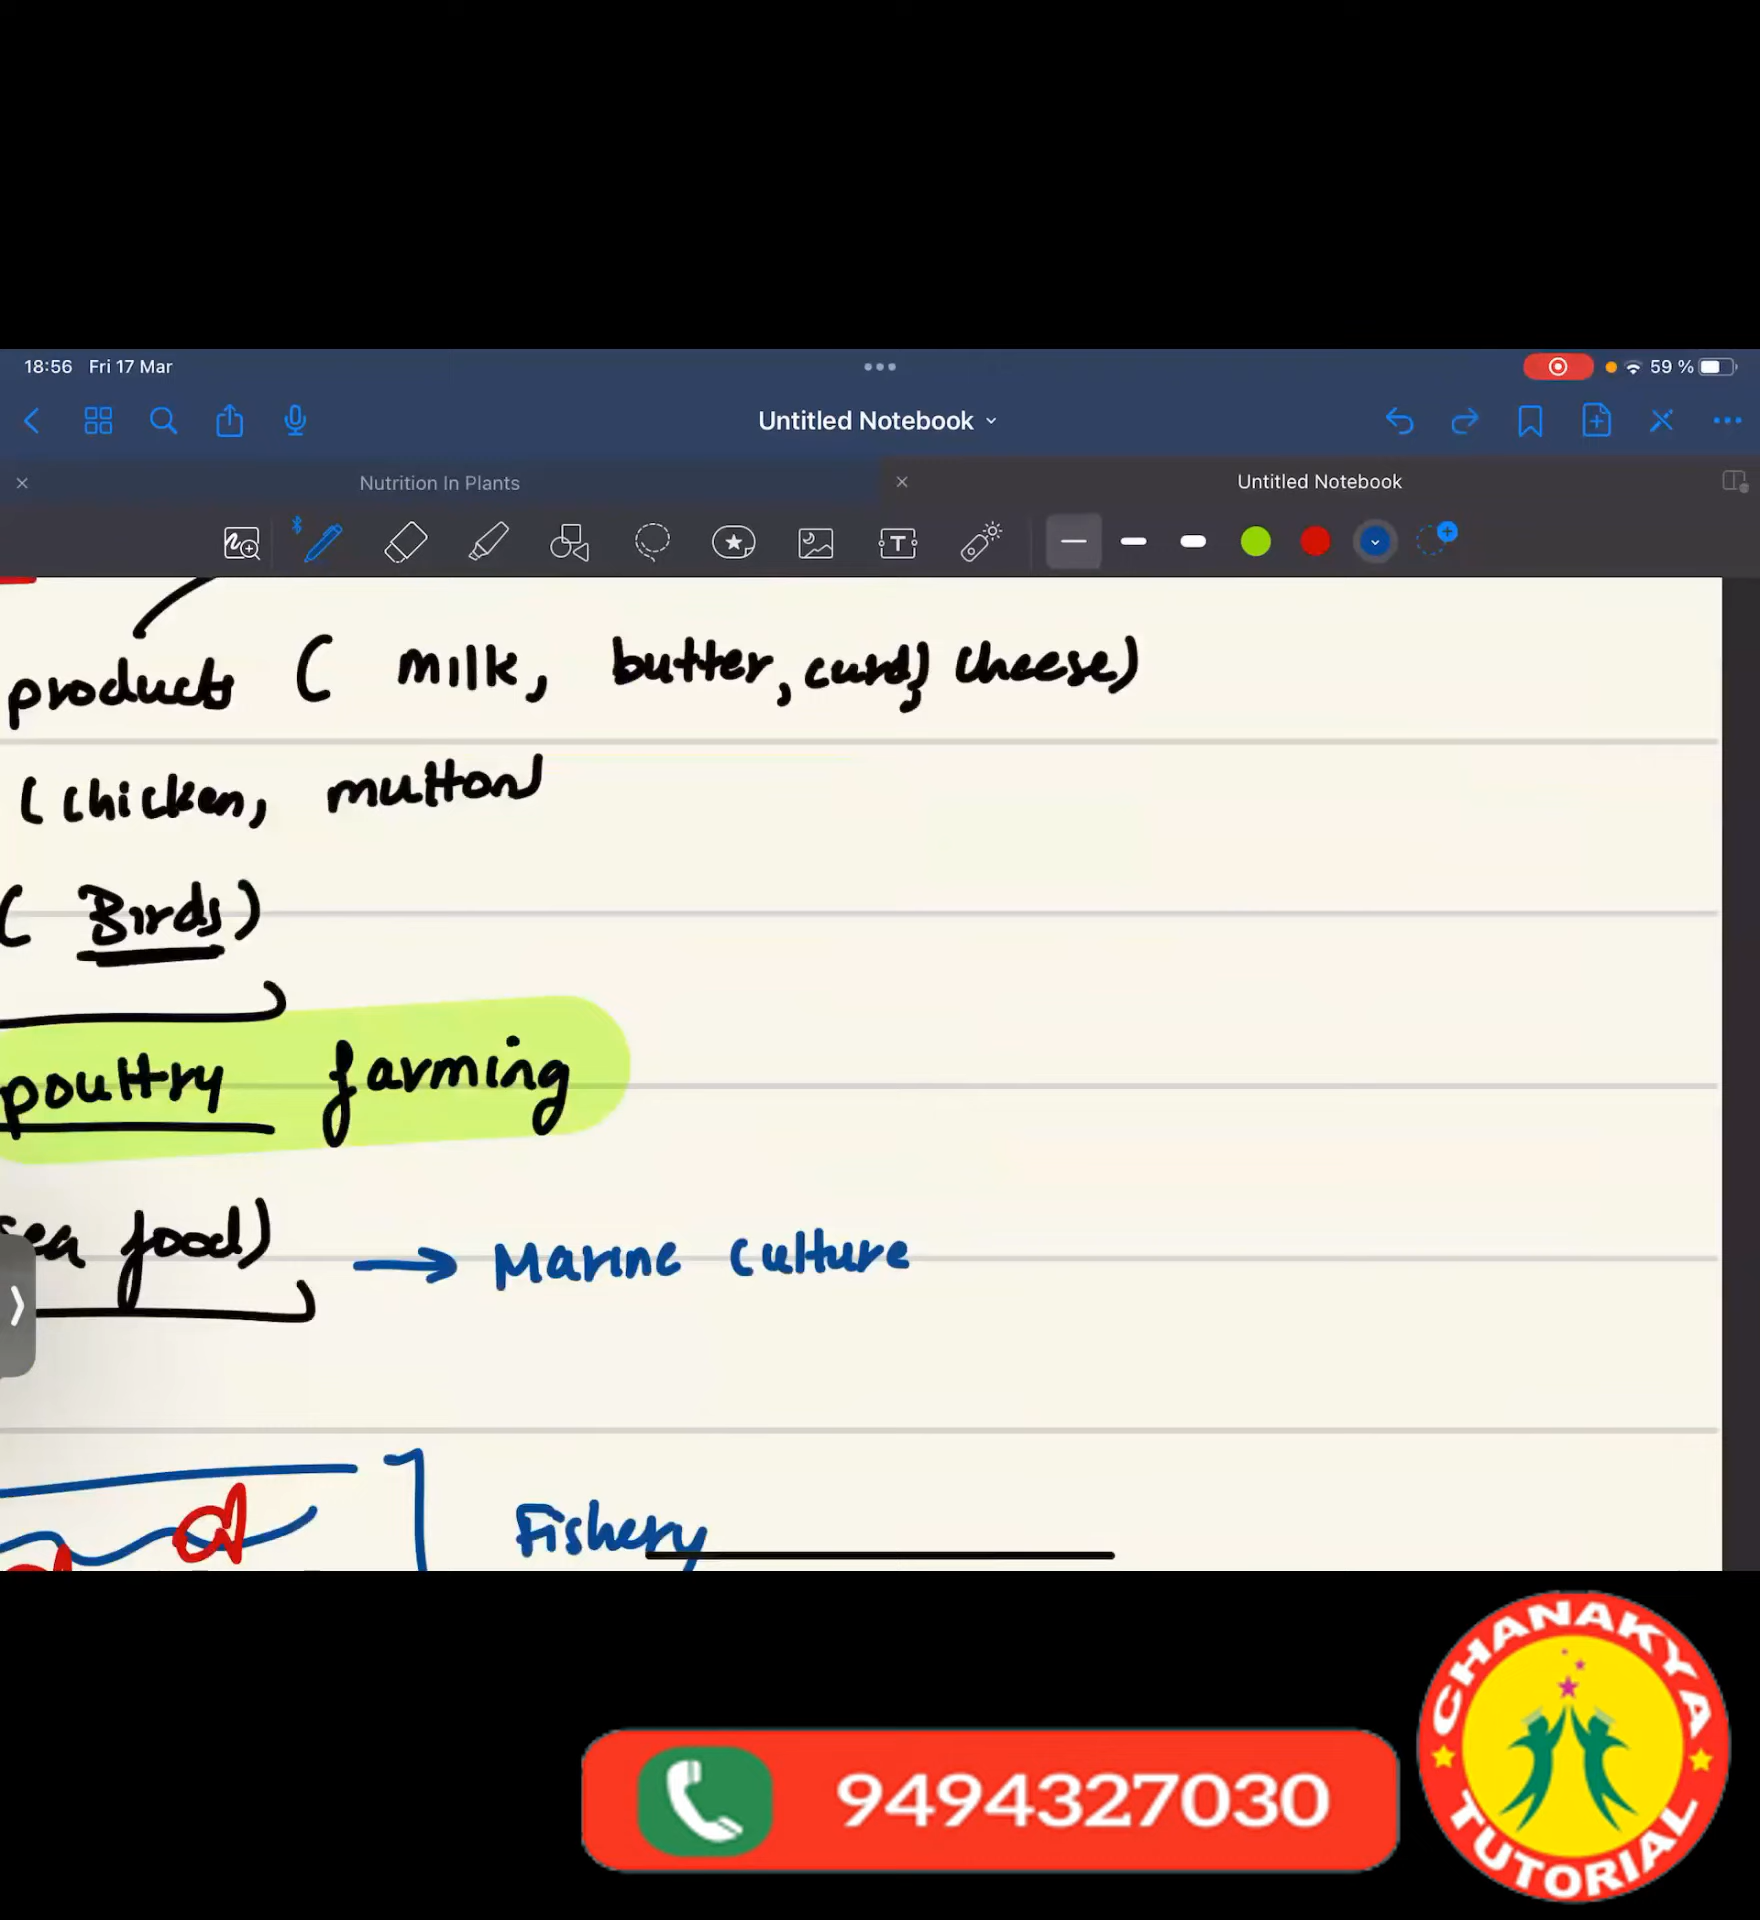 18:56 Fri 17 Mar
59 %
Untitled Notebook
Nutrition In Plants
Untitled Notebook
T
products ( milk, butter, curd, cheese)
(chicken, mutton)
( Birds)
poultry farming
sea food) → Marine culture
Fishery
9494327030
CHANAKYA
TUTORIAL